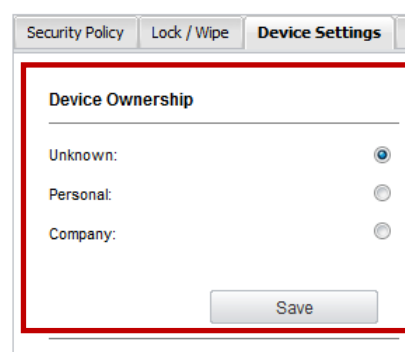 Security Policy Lock / Wipe Device Settings
Device Ownership
Unknown:
Personal:
Company:
Save